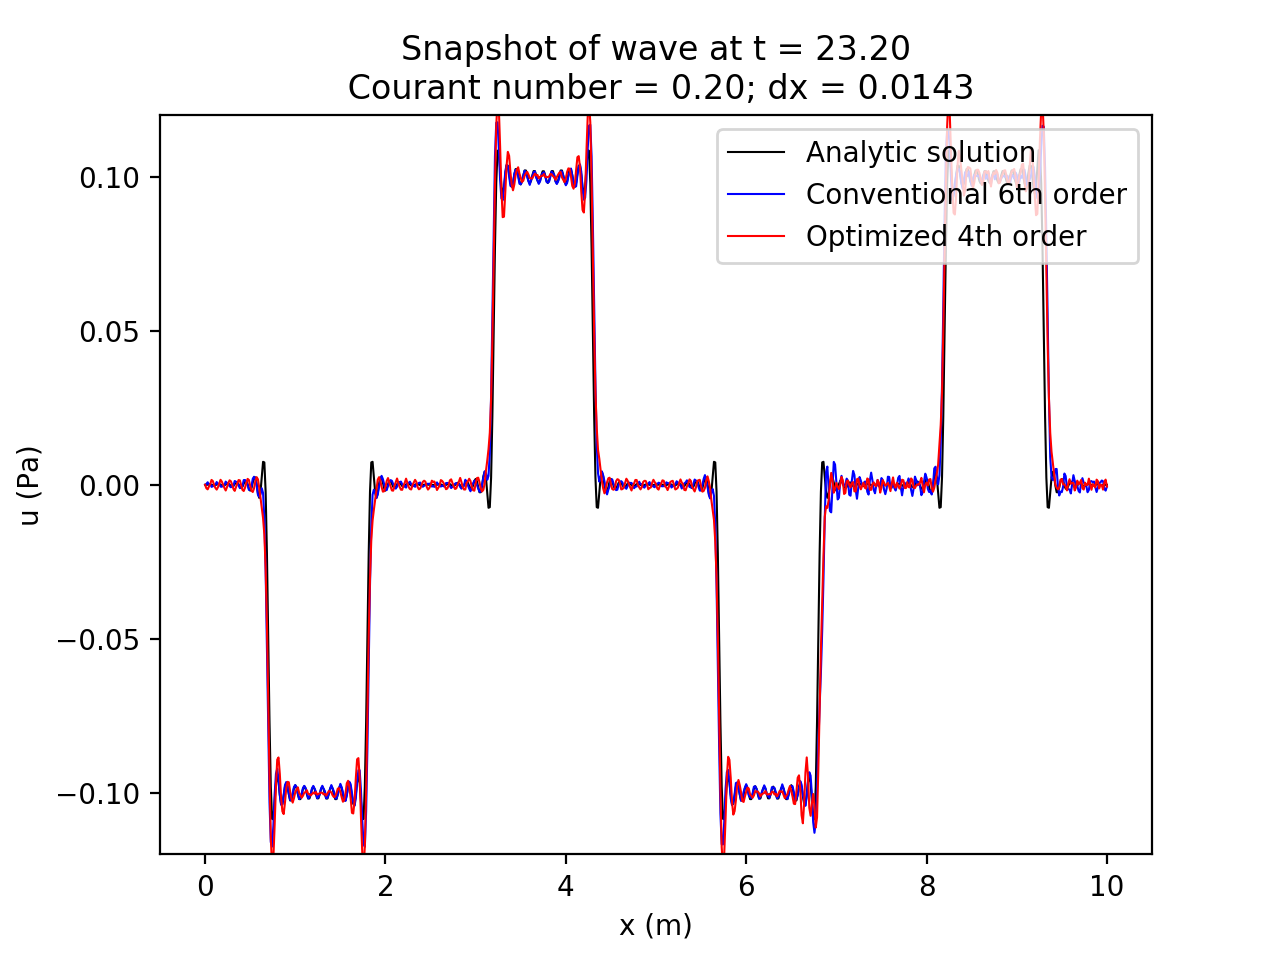 Snapshot of wave at t = 23.20
Courant number = 0.20; dx = 0.0143
Analytic solution
Conventional 6th order
Optimized 4th order
0.10
0.05
0.00
−0.05
−0.10
u (Pa)
0 2 4 6 8 10
x (m)